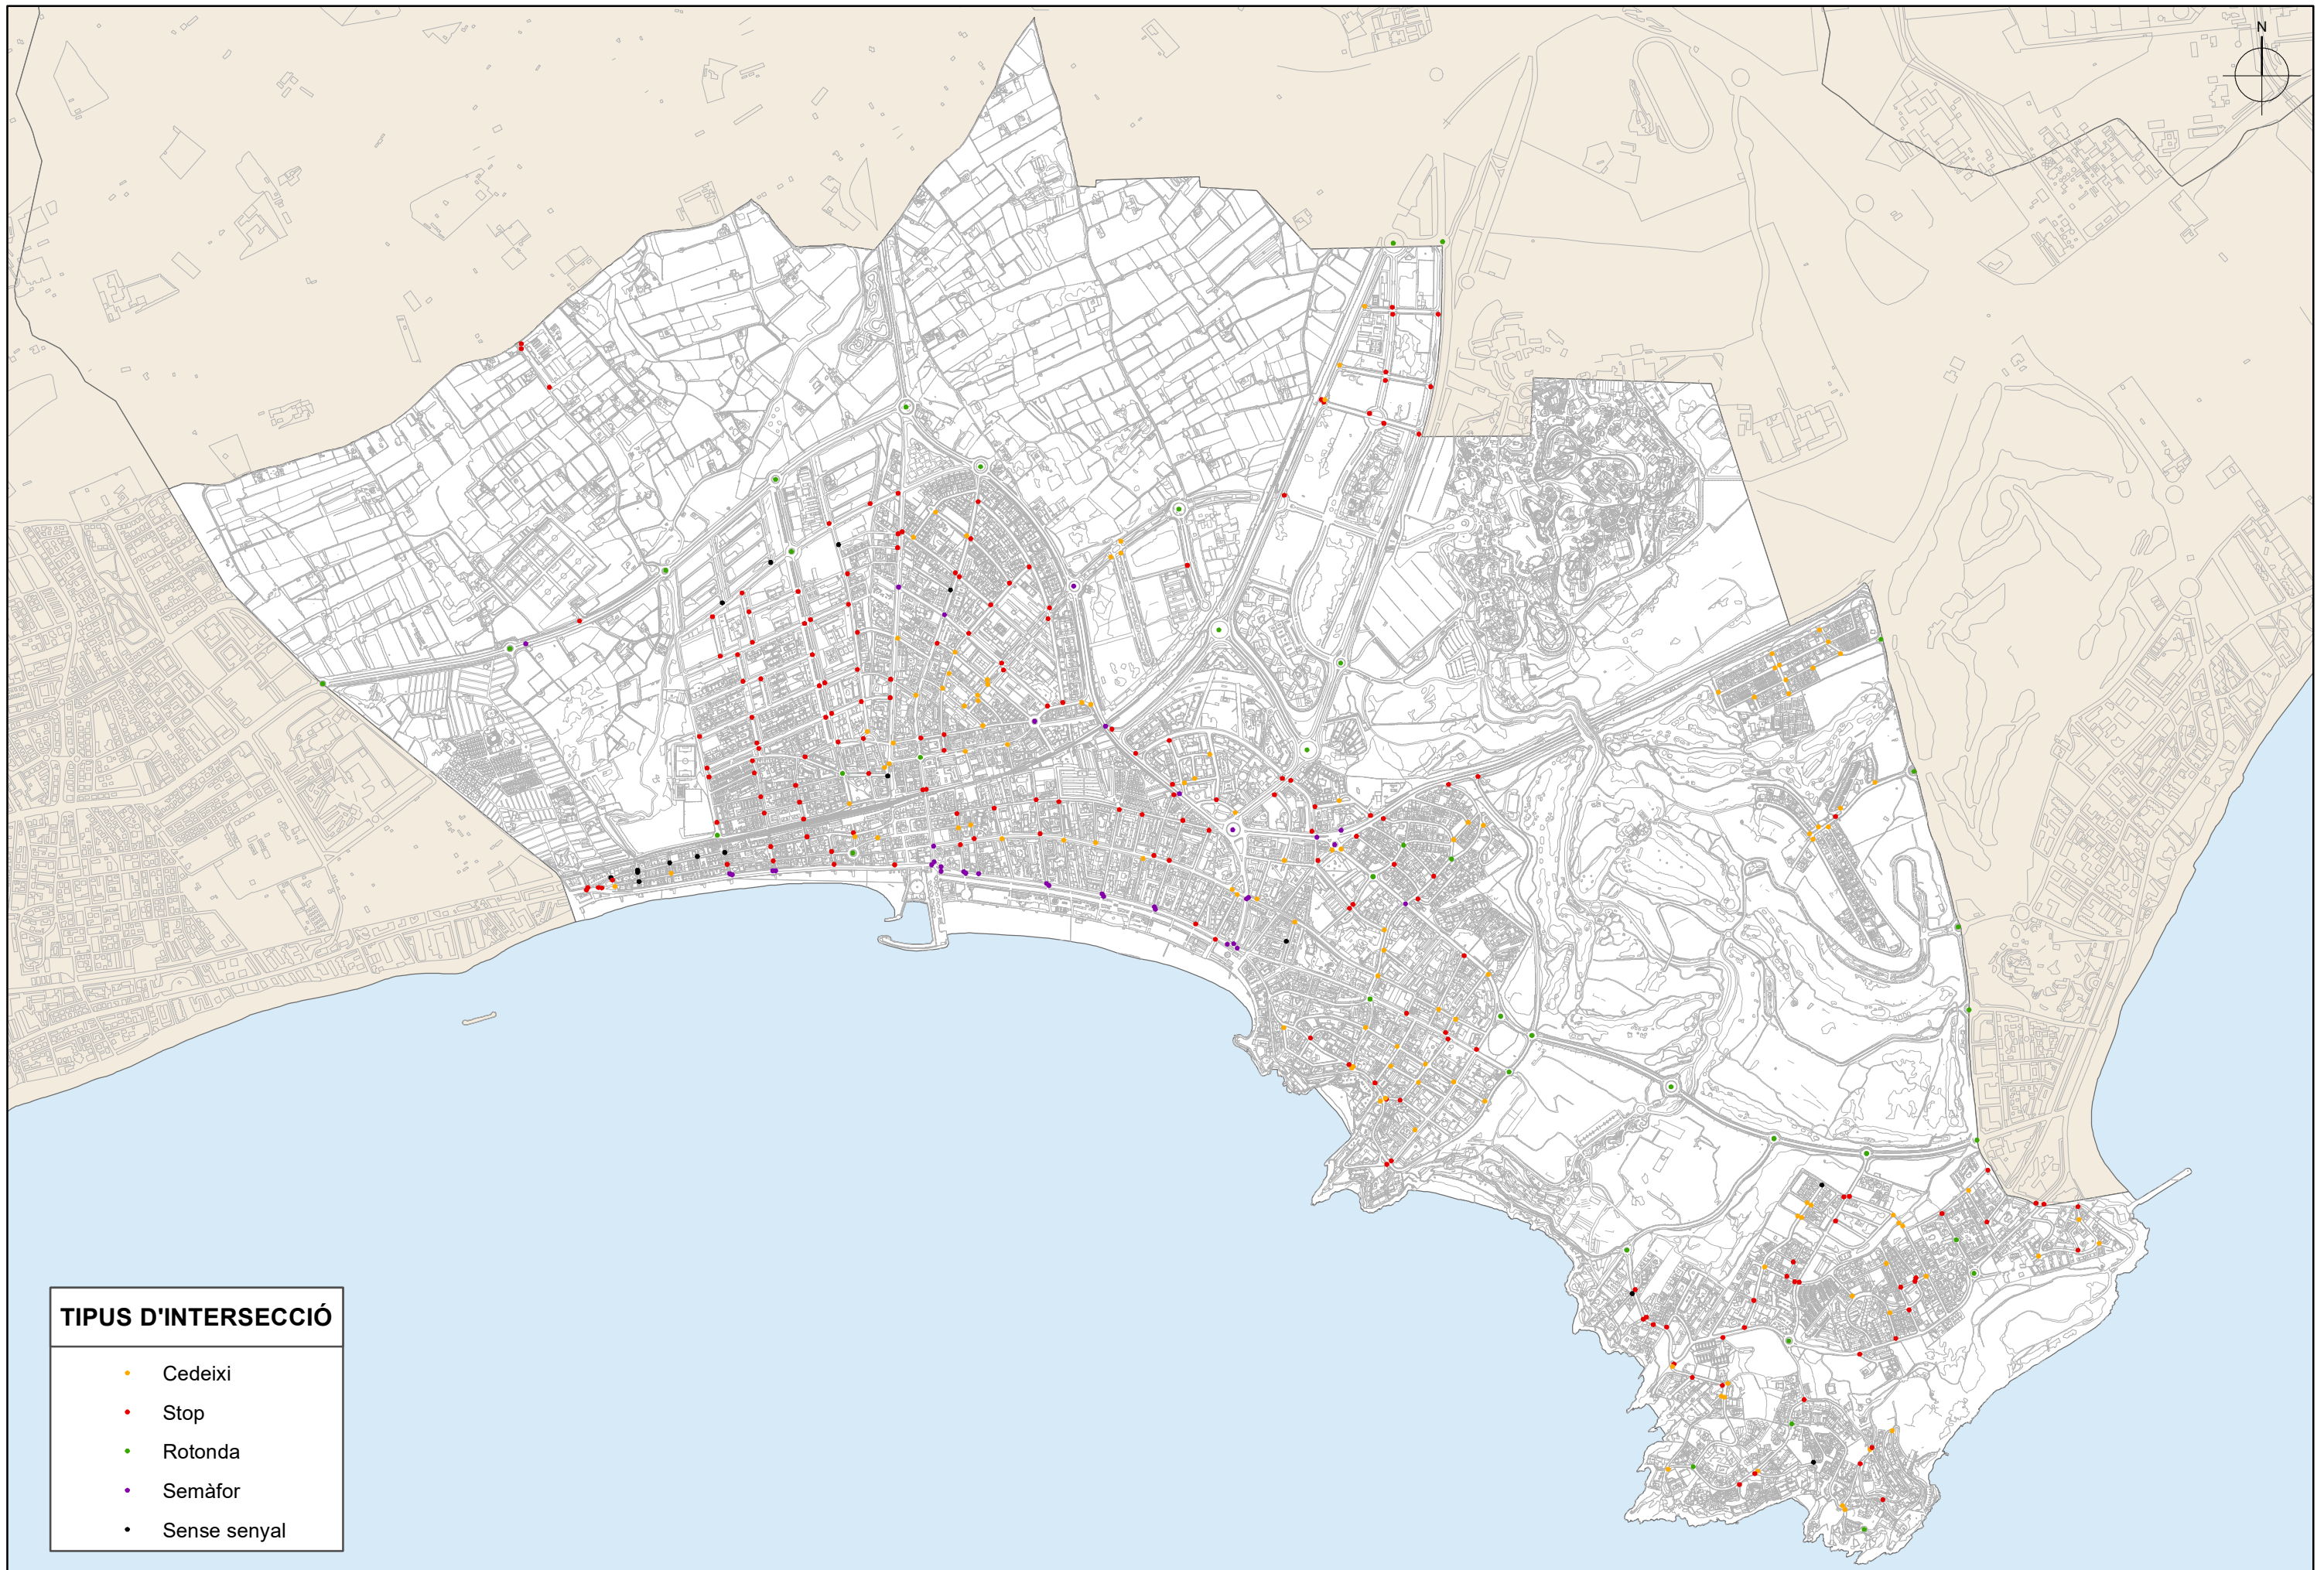 N
TIPUS D'INTERSECCIÓ
Cedeixi
Stop
Rotonda
Semàfor
Sense senyal